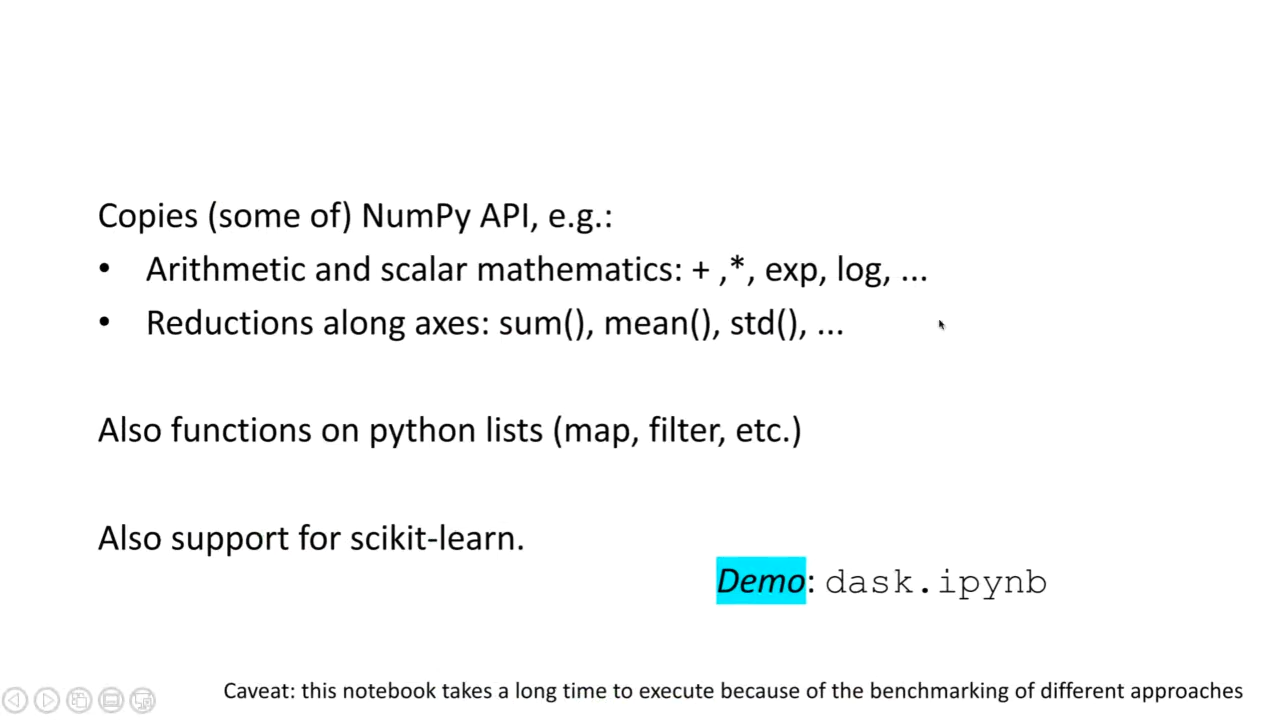 Copies (some of) NumPy API, e.g.:
• Arithmetic and scalar mathematics: + ,*, exp, log, ...
• Reductions along axes: sum(), mean(), std(), ...
Also functions on python lists (map, filter, etc.)
Also support for scikit-learn.
Demo: dask.ipynb
Caveat: this notebook takes a long time to execute because of the benchmarking of different approaches